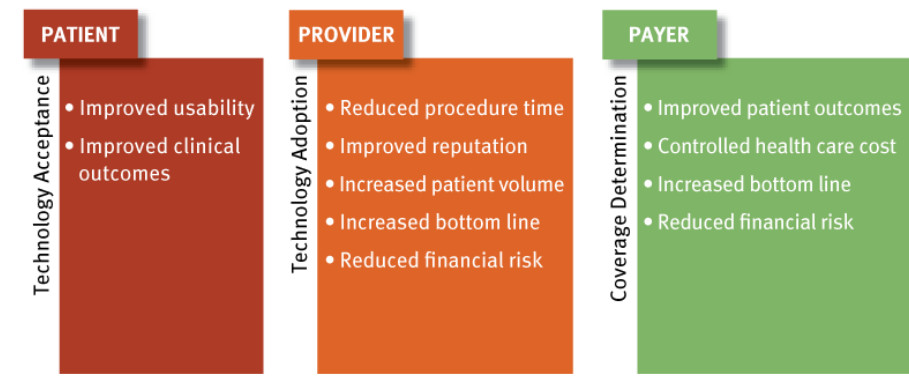 PATIENT
Technology Acceptance
• Improved usability
• Improved clinical
outcomes
PROVIDER
Technology Adoption
• Reduced procedure time
• Improved reputation
• Increased patient volume
• Increased bottom line
• Reduced financial risk
PAYER
Coverage Determination
• Improved patient outcomes
• Controlled health care cost
• Increased bottom line
• Reduced financial risk